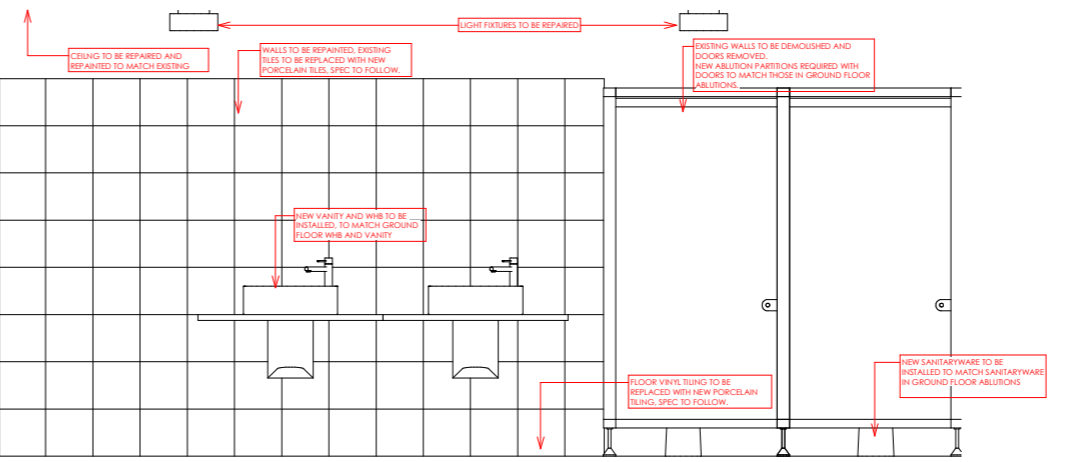 LIGHT FIXTURES TO BE REPAIRED
CEILNG TO BE REPAIRED AND
REPAINTED TO MATCH EXISTING
WALLS TO BE REPAINTED, EXISTING
TILES TO BE REPLACED WITH NEW
PORCELAIN TILES, SPEC TO FOLLOW.
EXISTING WALLS TO BE DEMOLISHED AND
DOORS REMOVED.
NEW ABLUTION PARTITIONS REQUIRED WITH
DOORS TO MATCH THOSE IN GROUND FLOOR
ABLUTIONS.
NEW VANITY AND WHB TO BE
INSTALLED, TO MATCH GROUND
FLOOR WHB AND VANITY
FLOOR VINYL TILING TO BE
REPLACED WITH NEW PORCELAIN
TILING, SPEC TO FOLLOW.
NEW SANITARYWARE TO BE
INSTALLED TO MATCH SANITARYWARE
IN GROUND FLOOR ABLUTIONS